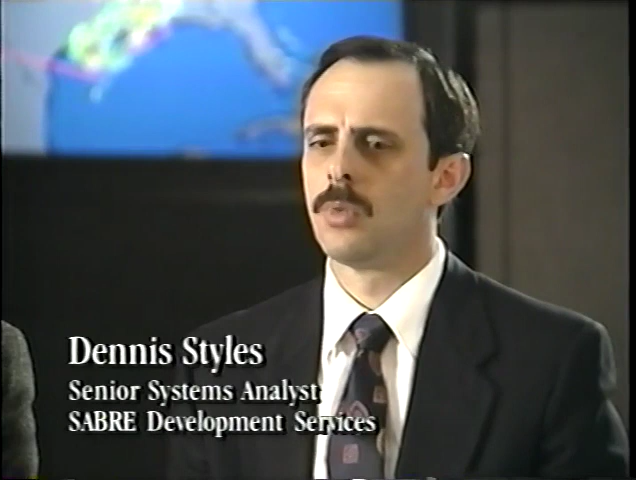 Dennis Styles
Senior Systems Analyst
SABRE Development Services